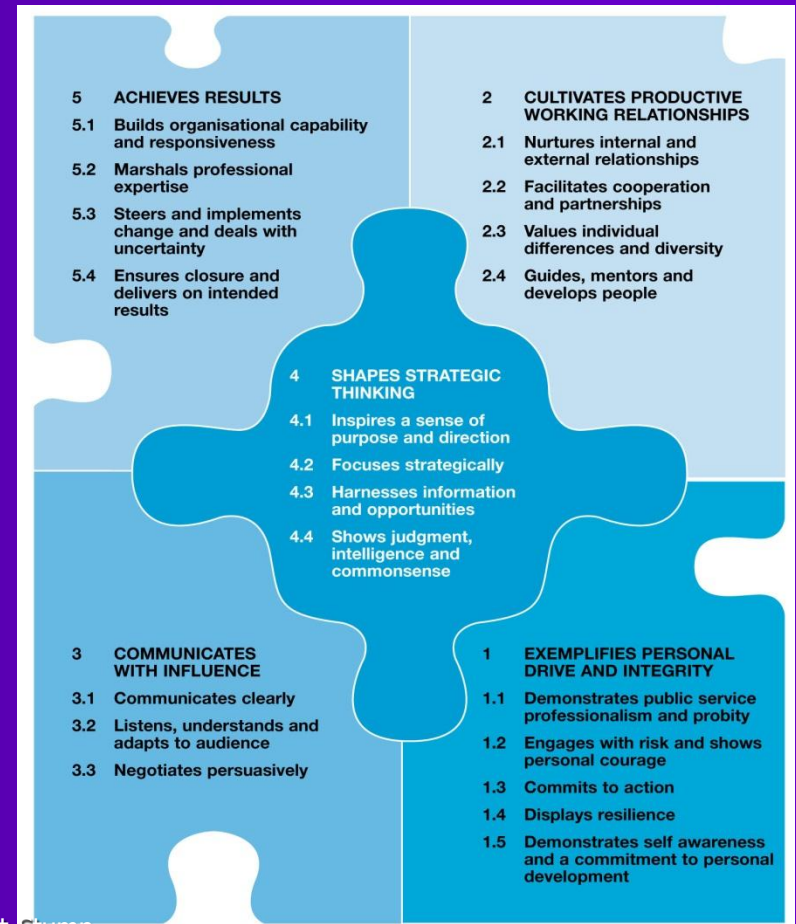 5 ACHIEVES RESULTS
5.1 Builds organisational capability
and responsiveness
5.2 Marshals professional
expertise
5.3 Steers and implements
change and deals with
uncertainty
5.4 Ensures closure and
delivers on intended
results
2 CULTIVATES PRODUCTIVE
WORKING RELATIONSHIPS
2.1 Nurtures internal and
external relationships
2.2 Facilitates cooperation
and partnerships
2.3 Values individual
differences and diversity
2.4 Guides, mentors and
develops people
4 SHAPES STRATEGIC
THINKING
4.1 Inspires a sense of
purpose and direction
4.2 Focuses strategically
4.3 Harnesses information
and opportunities
4.4 Shows judgment,
intelligence and
commonsense
3 COMMUNICATES
WITH INFLUENCE
3.1 Communicates clearly
3.2 Listens, understands and
adapts to audience
3.3 Negotiates persuasively
1 EXEMPLIFIES PERSONAL
DRIVE AND INTEGRITY
1.1 Demonstrates public service
professionalism and probity
1.2 Engages with risk and shows
personal courage
1.3 Commits to action
1.4 Displays resilience
1.5 Demonstrates self awareness
and a commitment to personal
development